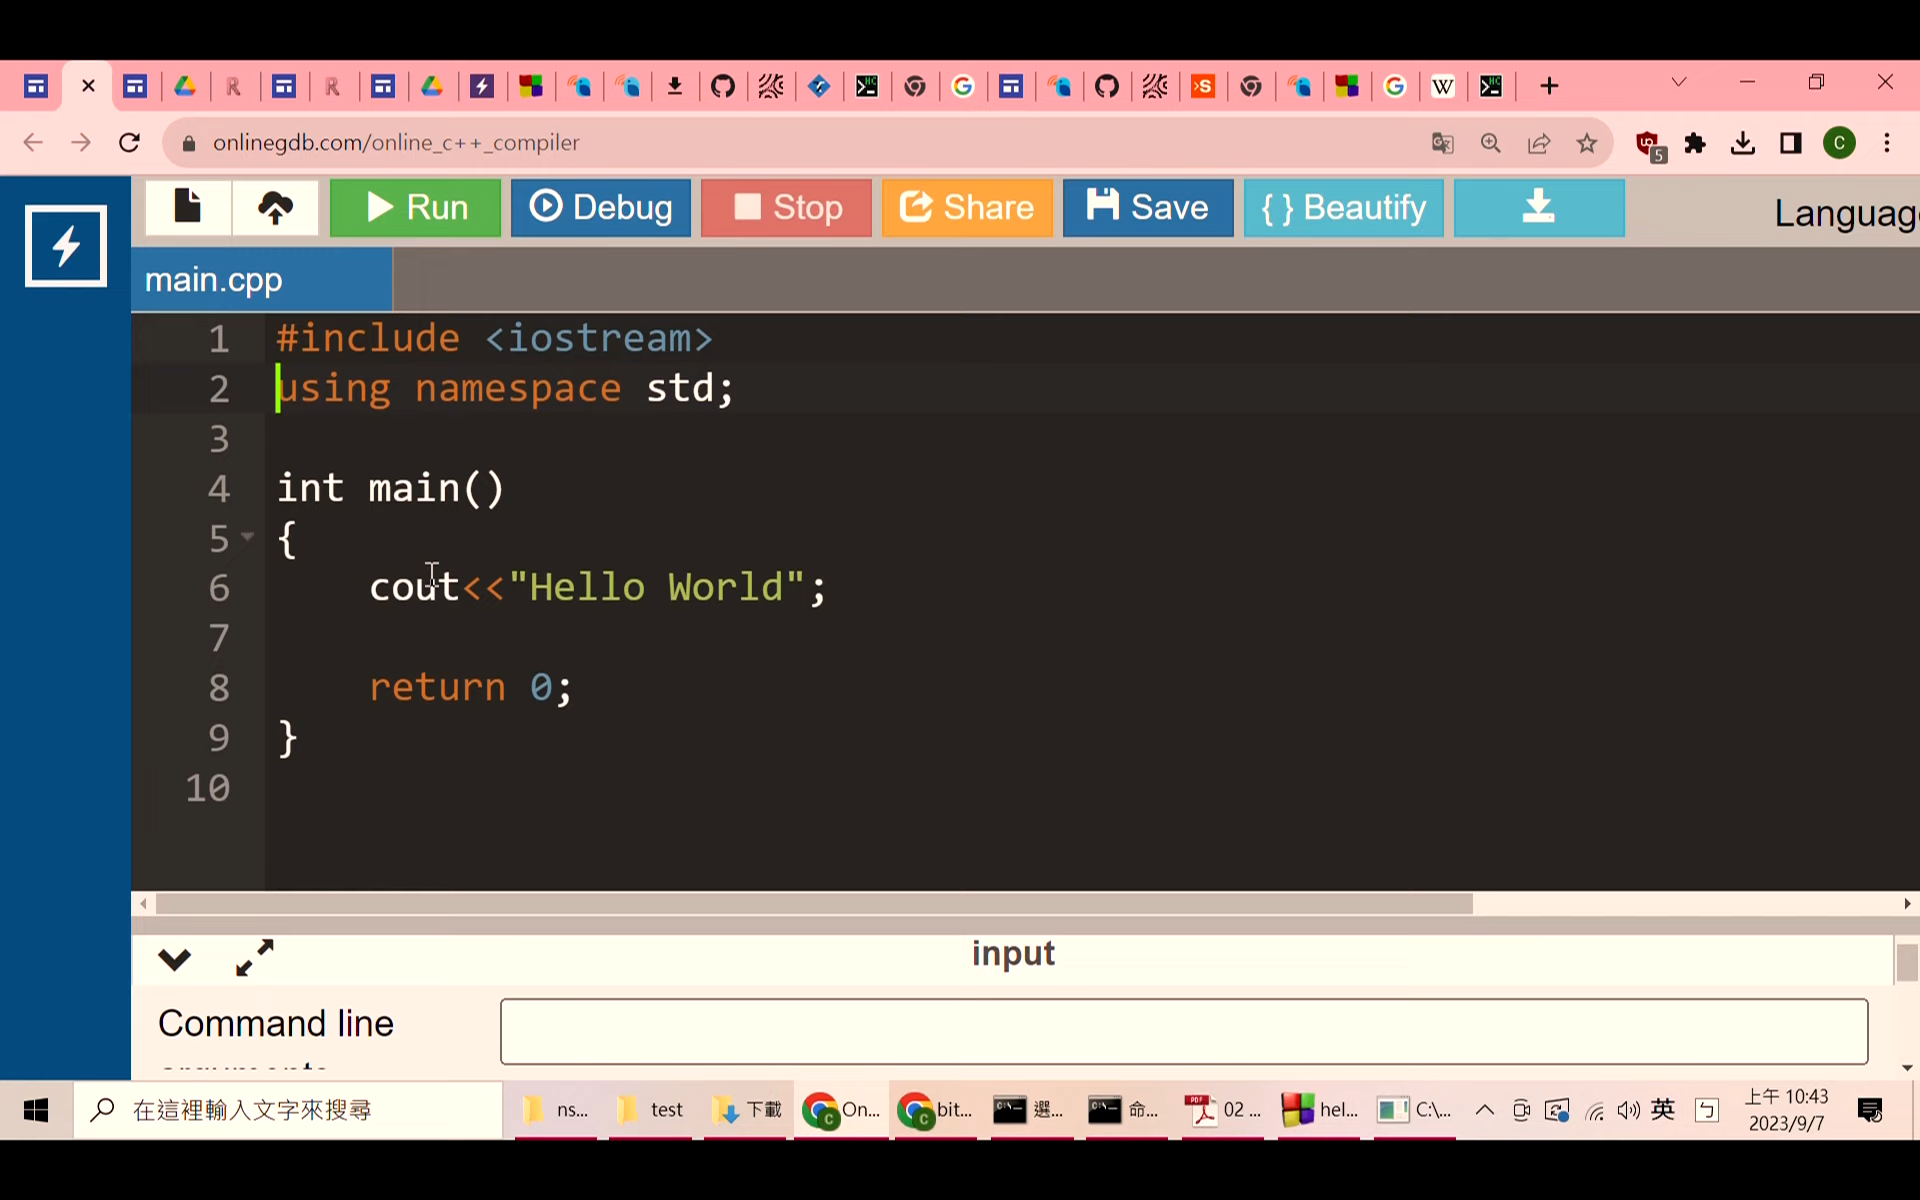 onlinegdb.com/online_c++_compiler
5
C
Run
Debug
Stop
Share
Save
{ } Beautify
Languag
main.cpp
1 #include <iostream>
2 using namespace std;
3
4 int main()
5 {
6 cout<<"Hello World";
7
8 return 0;
9 }
10
input
Command line
在這裡輸入文字來搜尋
ns...
test
下載
On...
bit...
選...
命...
02 ...
hel...
C:\...
英
上午 10:43
2023/9/7